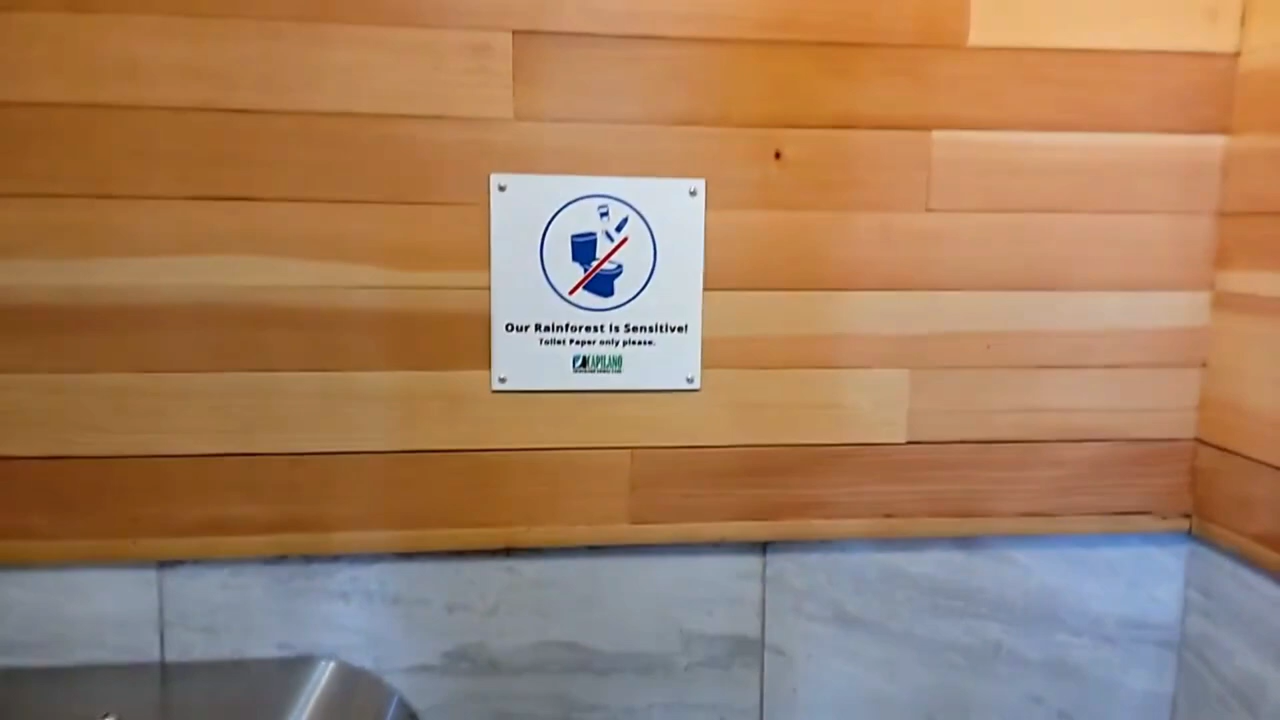 Our Rainforest is Sensitive!
Toilet Paper only please.
CAPILANO